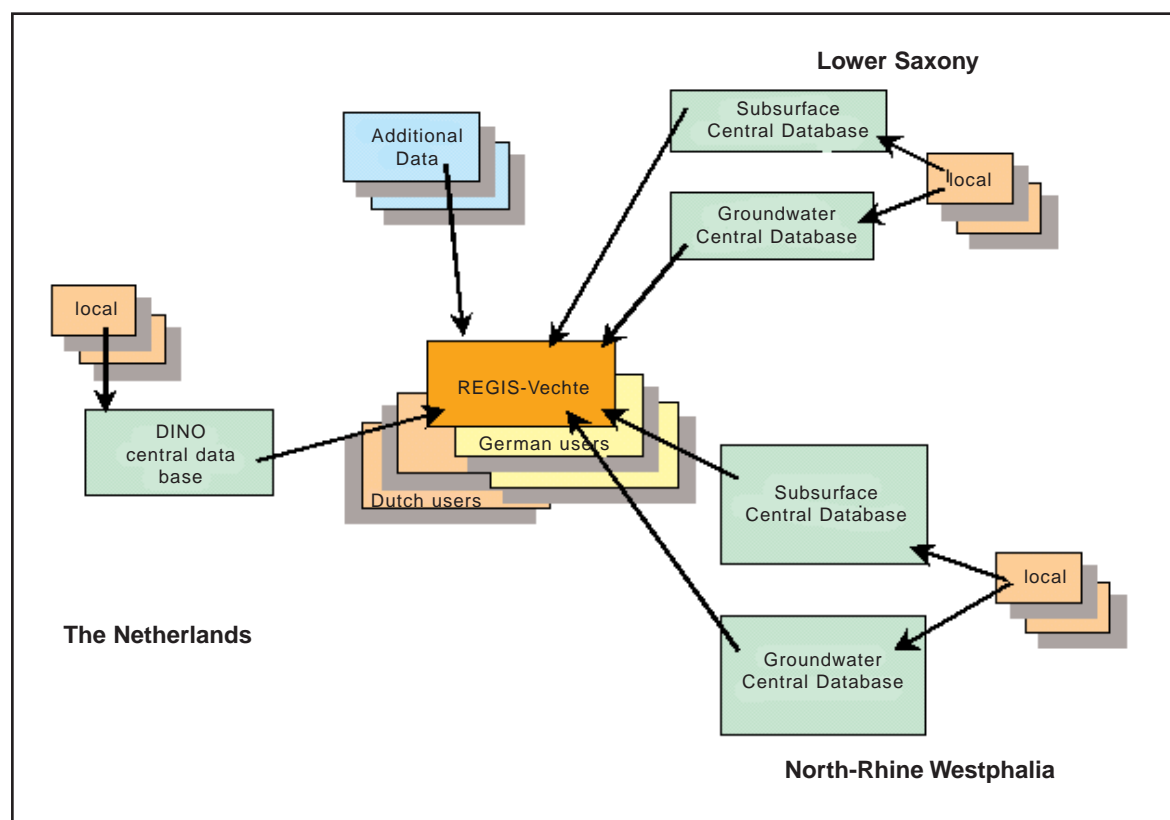 Lower Saxony
Subsurface
Central Database
Additional
Data
local
Groundwater
Central Database
local
REGIS-Vechte
DINO
central data
base
German users
Dutch users
Subsurface
Central Database
local
The Netherlands
Groundwater
Central Database
North-Rhine Westphalia